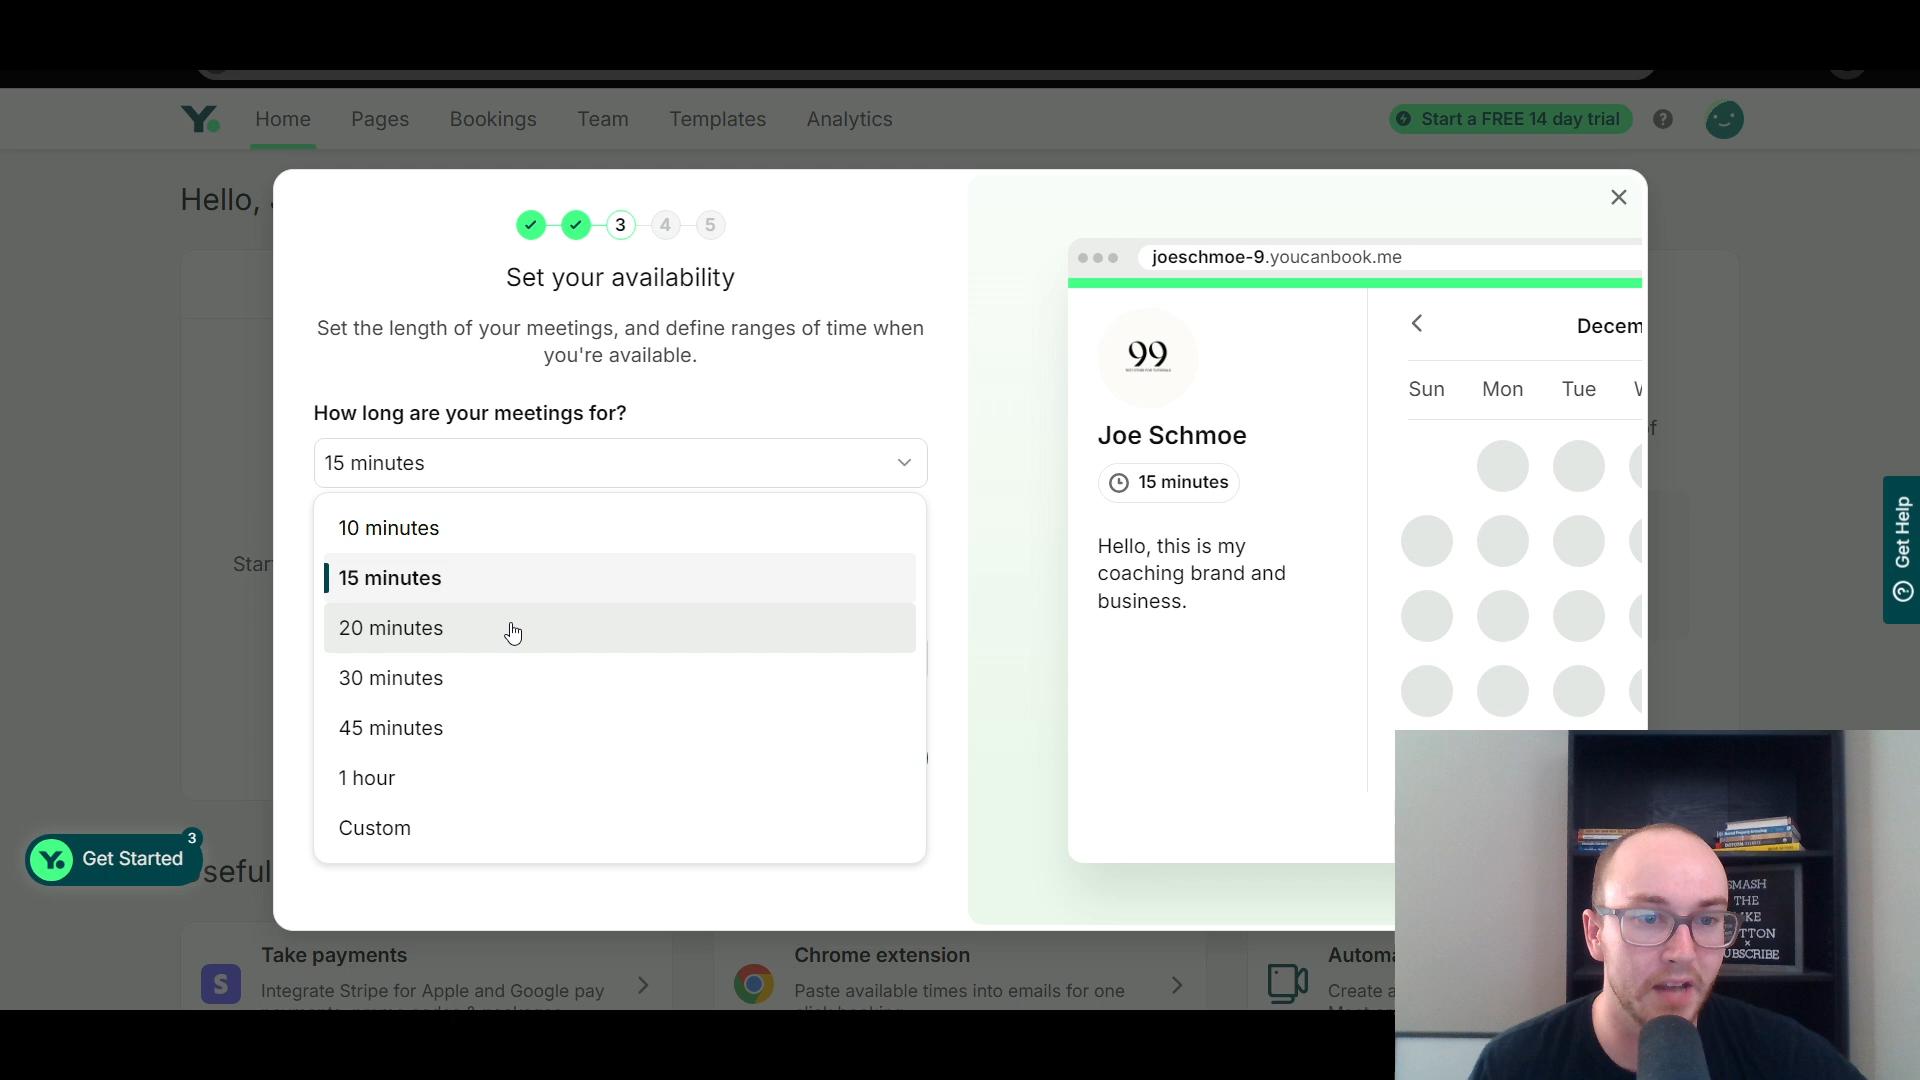 Home
Pages
Bookings
Team
Templates
Analytics
Start a FREE 14 day trial
?
Hello,
3
4
5
Set your availability
Set the length of your meetings, and define ranges of time when
you're available.
How long are your meetings for?
15 minutes
10 minutes
15 minutes
20 minutes
30 minutes
45 minutes
1 hour
Custom
joeschmoe-9.youcanbook.me
99
Joe Schmoe
15 minutes
Hello, this is my
coaching brand and
business.
Decem
Sun
Mon
Tue
Get Help
Star
Y. Get Started
3
seful
Take payments
Integrate Stripe for Apple and Google pay
Chrome extension
Paste available times into emails for one
Automa
Create a
SMASH
THE
KE
TTON
×
UBSCRIBE